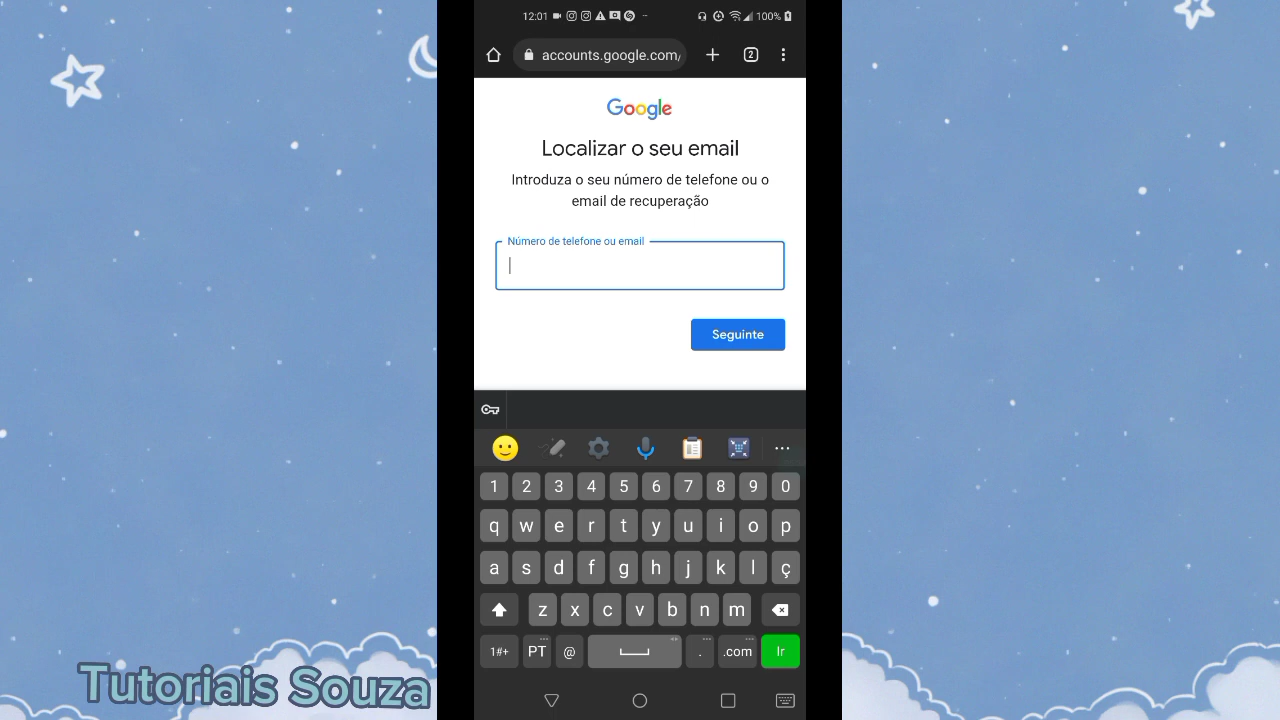 12:01
100%
accounts.google.com/
2
Google
Localizar o seu email
Introduza o seu número de telefone ou o
email de recuperação
Número de telefone ou email
Seguinte
1 2 3 4 5 6 7 8 9 0
q w e r t y u i o p
a s d f g h j k l ç
z x c v b n m
1#+ PT @ . .com Ir
Tutoriais Souza